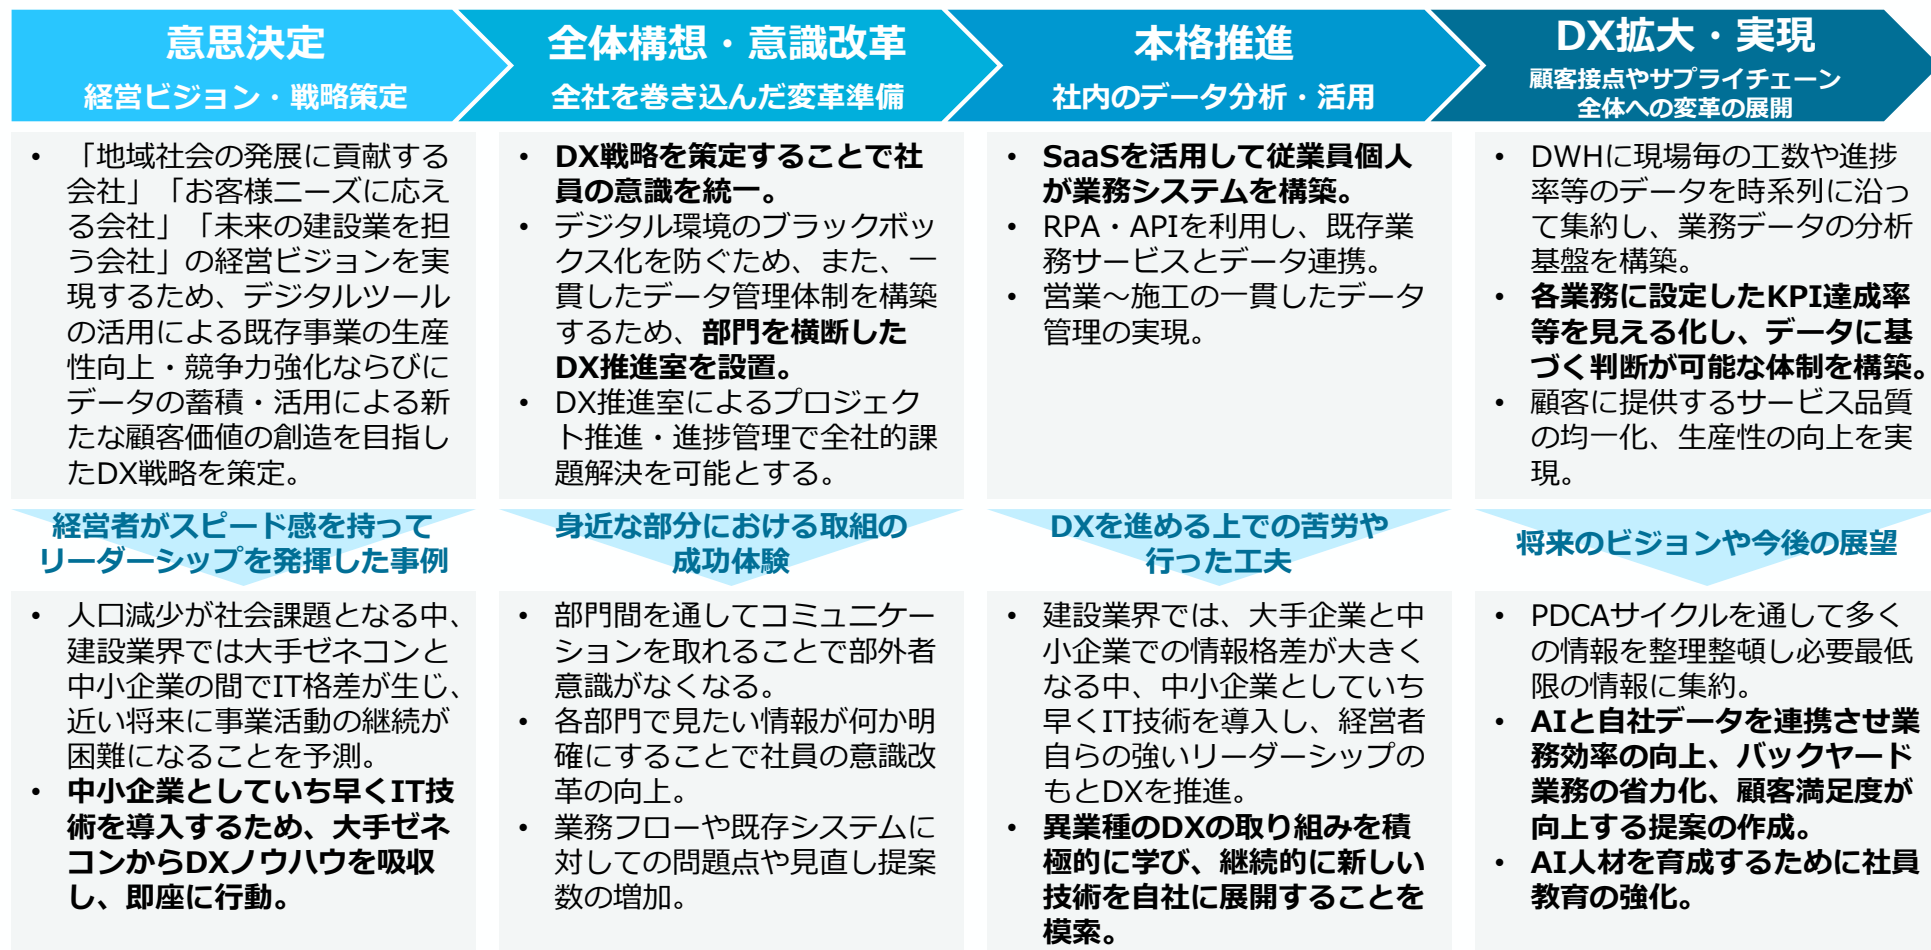 意思決定
経営ビジョン・戦略策定
全体構想・意識改革
全社を巻き込んだ変革準備
本格推進
社内のデータ分析・活用
DX拡大・実現
顧客接点やサプライチェーン
全体への変革の展開
• 「地域社会の発展に貢献する
会社」「お客様ニーズに応え
る会社」「未来の建設業を担
う会社」の経営ビジョンを実
現するため、デジタルツール
の活用による既存事業の生産
性向上・競争力強化ならびに
データの蓄積・活用による新
たな顧客価値の創造を目指し
たDX戦略を策定。
• DX戦略を策定することで社
員の意識を統一。
• デジタル環境のブラックボッ
クス化を防ぐため、また、一
貫したデータ管理体制を構築
するため、部門を横断した
DX推進室を設置。
• DX推進室によるプロジェク
ト推進・進捗管理で全社的課
題解決を可能とする。
• SaaSを活用して従業員個人
が業務システムを構築。
• RPA・APIを利用し、既存業
務サービスとデータ連携。
• 営業～施工の一貫したデータ
管理の実現。
• DWHに現場毎の工数や進捗
率等のデータを時系列に沿っ
て集約し、業務データの分析
基盤を構築。
• 各業務に設定したKPI達成率
等を見える化し、データに基
づく判断が可能な体制を構築。
• 顧客に提供するサービス品質
の均一化、生産性の向上を実
現。
経営者がスピード感を持って
リーダーシップを発揮した事例
身近な部分における取組の
成功体験
DXを進める上での苦労や
行った工夫
将来のビジョンや今後の展望
• 人口減少が社会課題となる中、
建設業界では大手ゼネコンと
中小企業の間でIT格差が生じ、
近い将来に事業活動の継続が
困難になることを予測。
• 中小企業としていち早くIT技
術を導入するため、大手ゼネ
コンからDXノウハウを吸収
し、即座に行動。
• 部門間を通してコミュニケー
ションを取れることで部外者
意識がなくなる。
• 各部門で見たい情報が何か明
確にすることで社員の意識改
革の向上。
• 業務フローや既存システムに
対しての問題点や見直し提案
数の増加。
• 建設業界では、大手企業と中
小企業での情報格差が大きく
なる中、中小企業としていち
早くIT技術を導入し、経営者
自らの強いリーダーシップの
もとDXを推進。
• 異業種のDXの取り組みを積
極的に学び、継続的に新しい
技術を自社に展開することを
模索。
• PDCAサイクルを通して多く
の情報を整理整頓し必要最低
限の情報に集約。
• AIと自社データを連携させ業
務効率の向上、バックヤード
業務の省力化、顧客満足度が
向上する提案の作成。
• AI人材を育成するために社員
教育の強化。